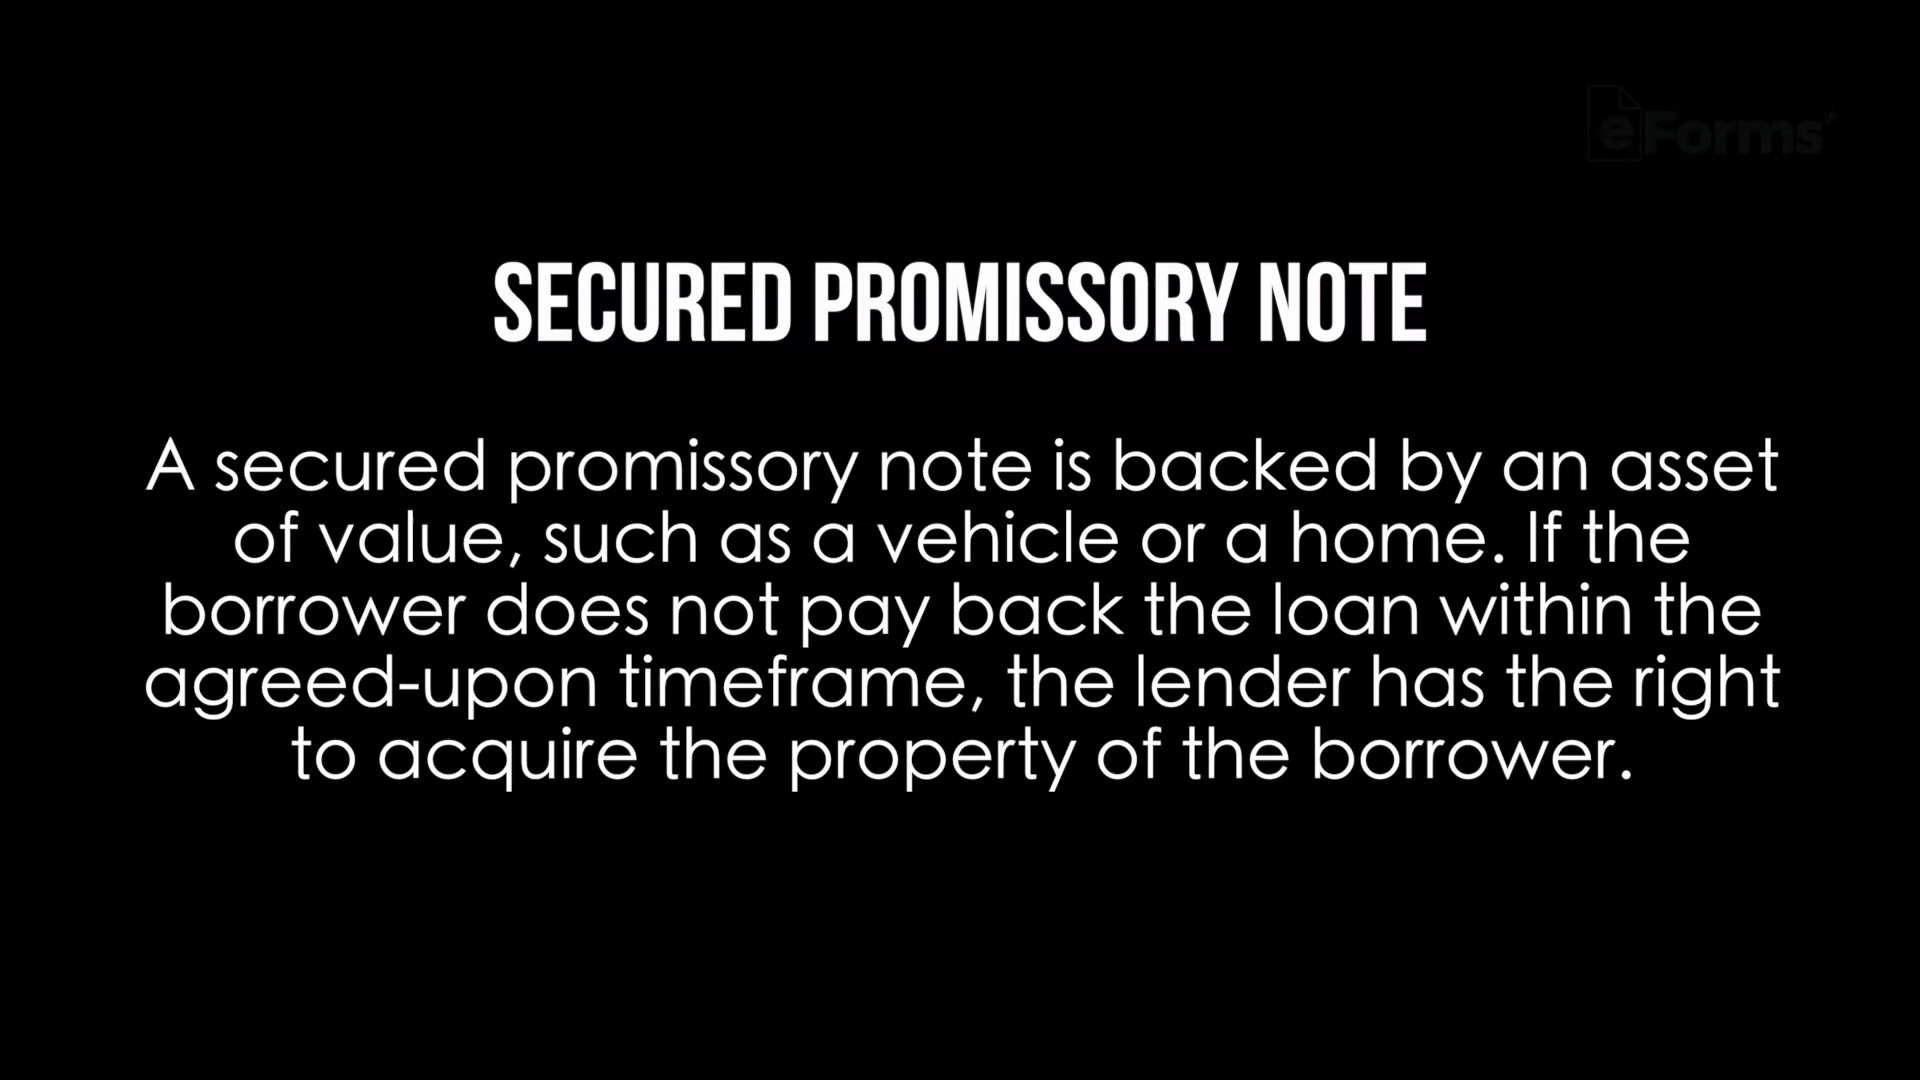 eForms
SECURED PROMISSORY NOTE
A secured promissory note is backed by an asset
of value, such as a vehicle or a home. If the
borrower does not pay back the loan within the
agreed-upon timeframe, the lender has the right
to acquire the property of the borrower.